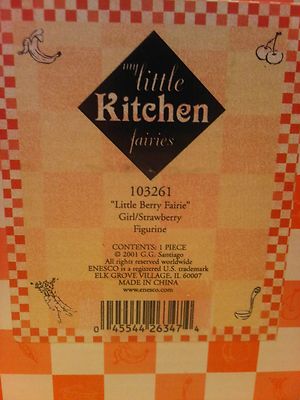 my
little
Kitchen
fairies
103261
"Little Berry Fairie"
Girl/Strawberry
Figurine
CONTENTS: 1 PIECE
© 2001 G.G. Santiago
All rights reserved worldwide
ENESCO is a registered U.S. trademark
ELK GROVE VILLAGE, IL 60007
MADE IN CHINA
www.enesco.com
0 45544 26347 4